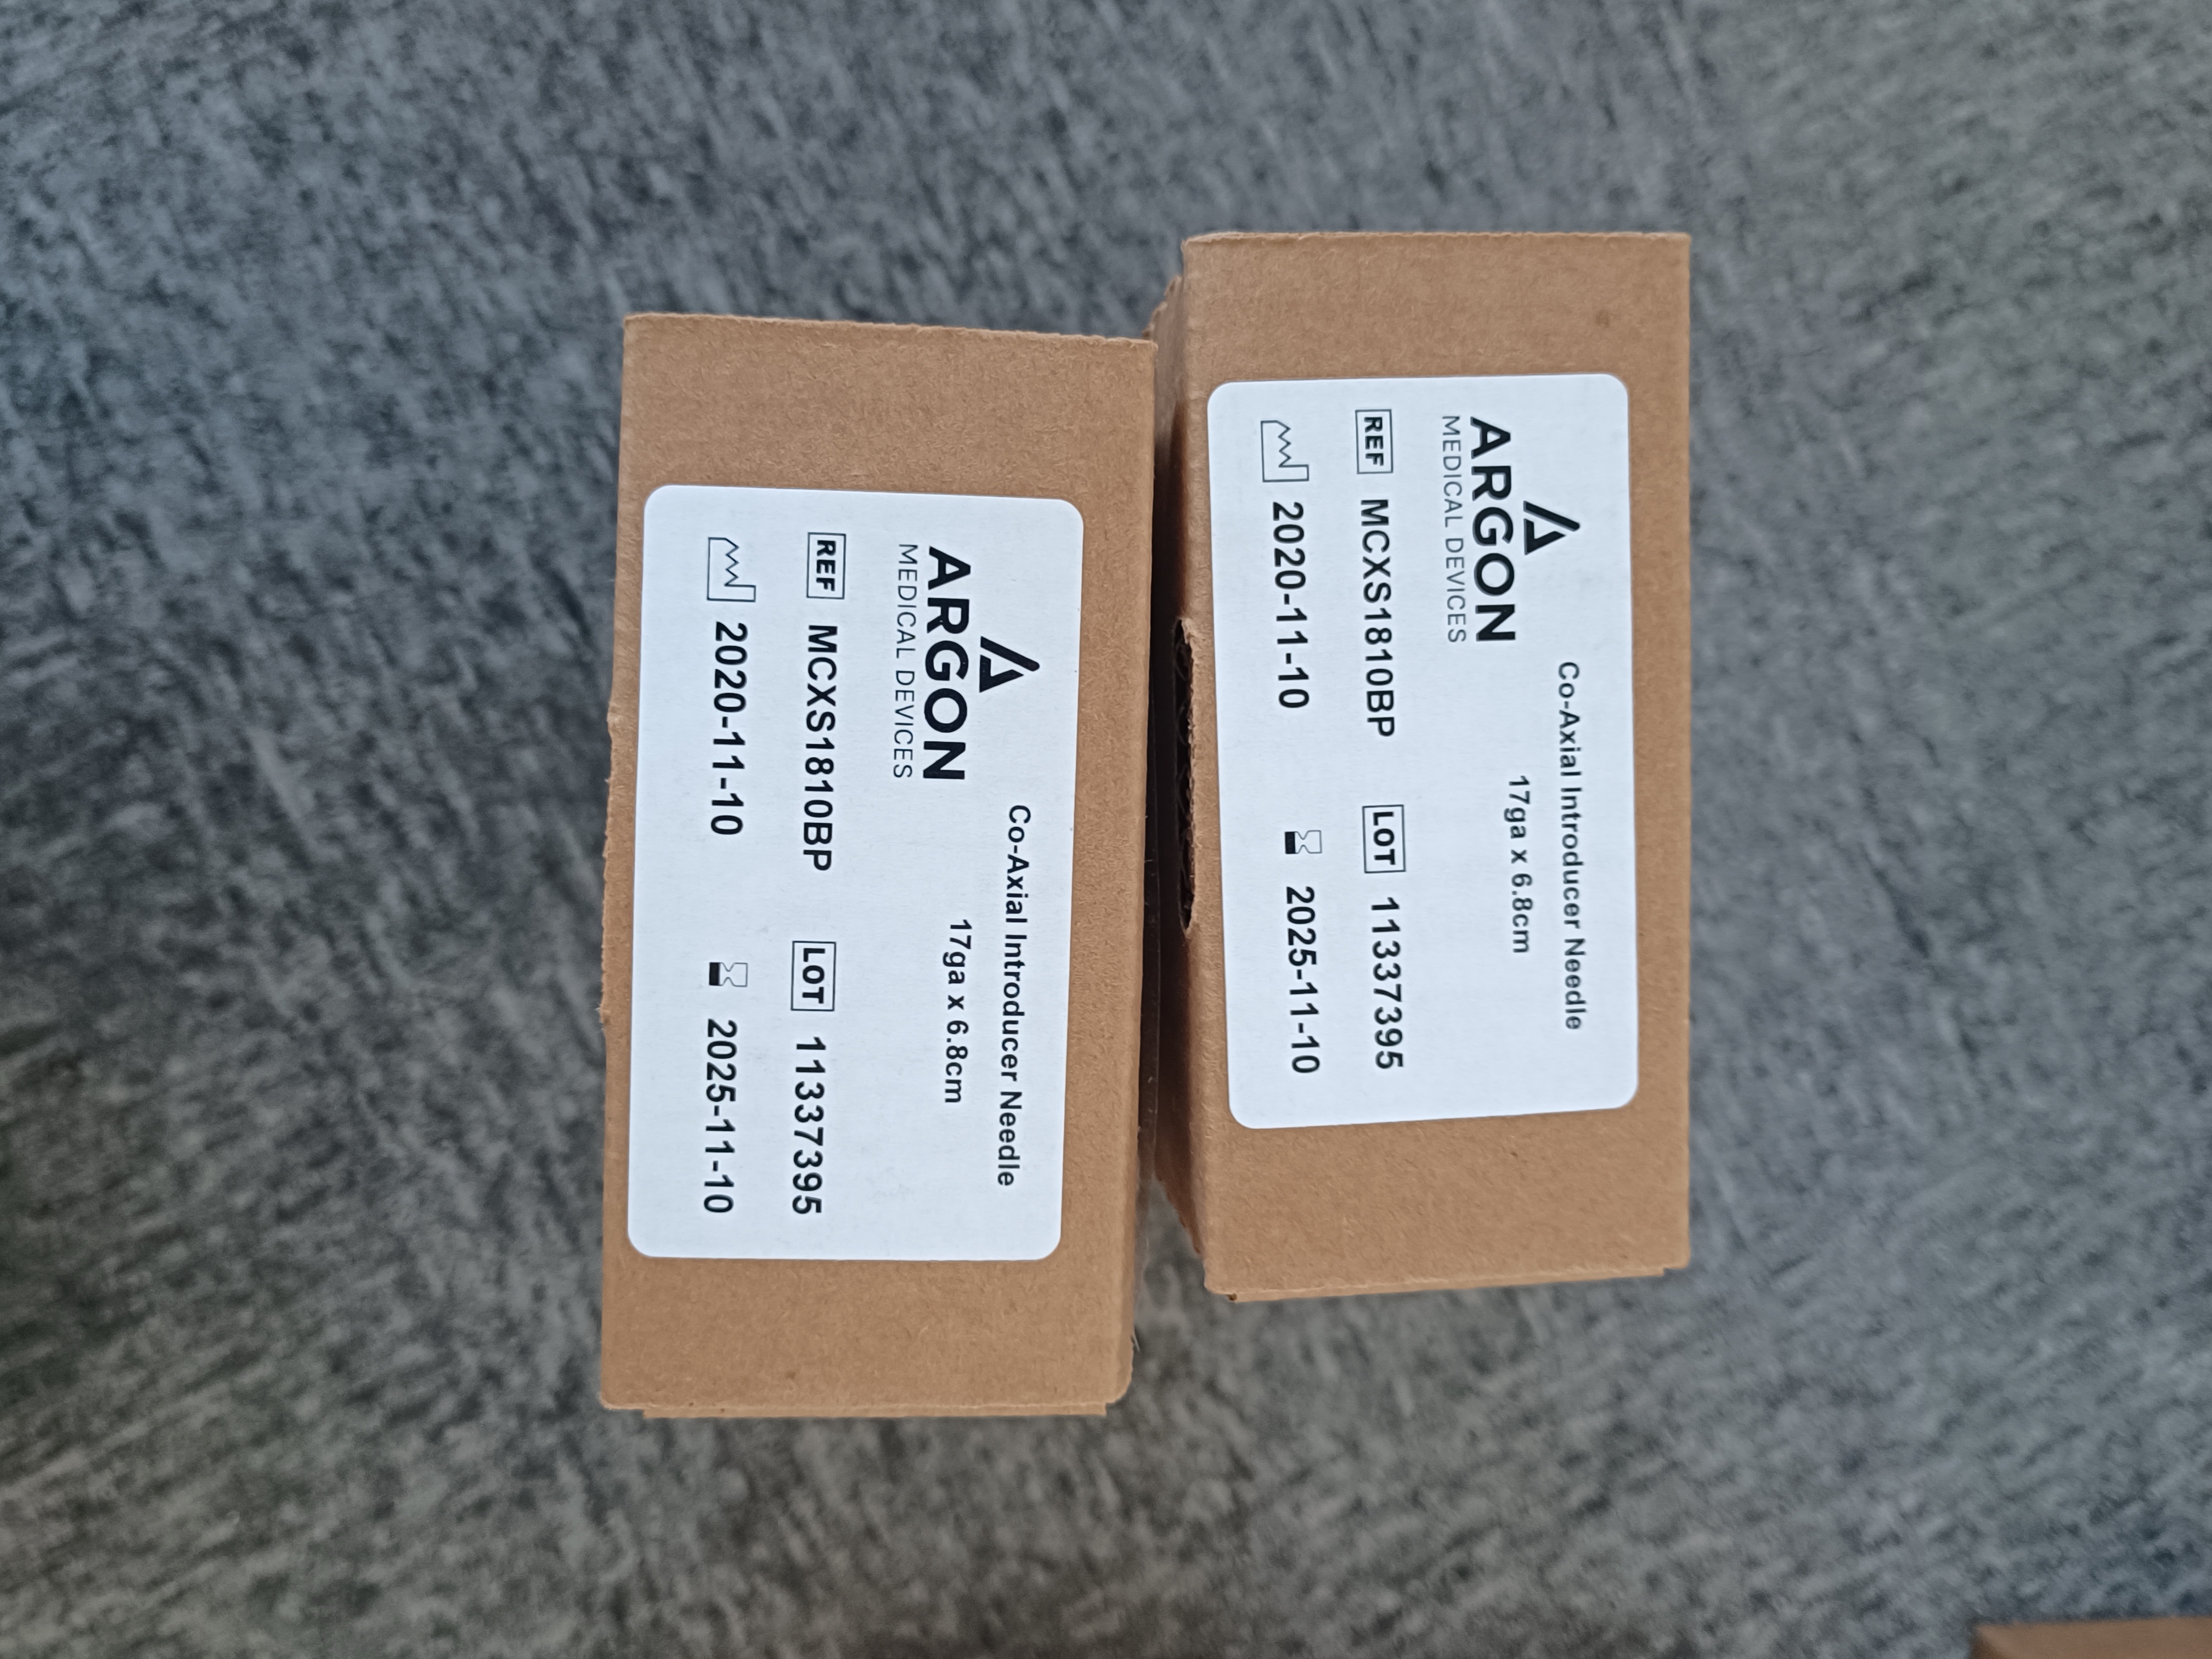 Co-Axial Introducer Needle
17ga x 6.8cm
ARGON
MEDICAL DEVICES
REF MCXS1810BP LOT 11337395
2020-11-10 2025-11-10
Co-Axial Introducer Needle
17ga x 6.8cm
ARGON
MEDICAL DEVICES
REF MCXS1810BP LOT 11337395
2020-11-10 2025-11-10